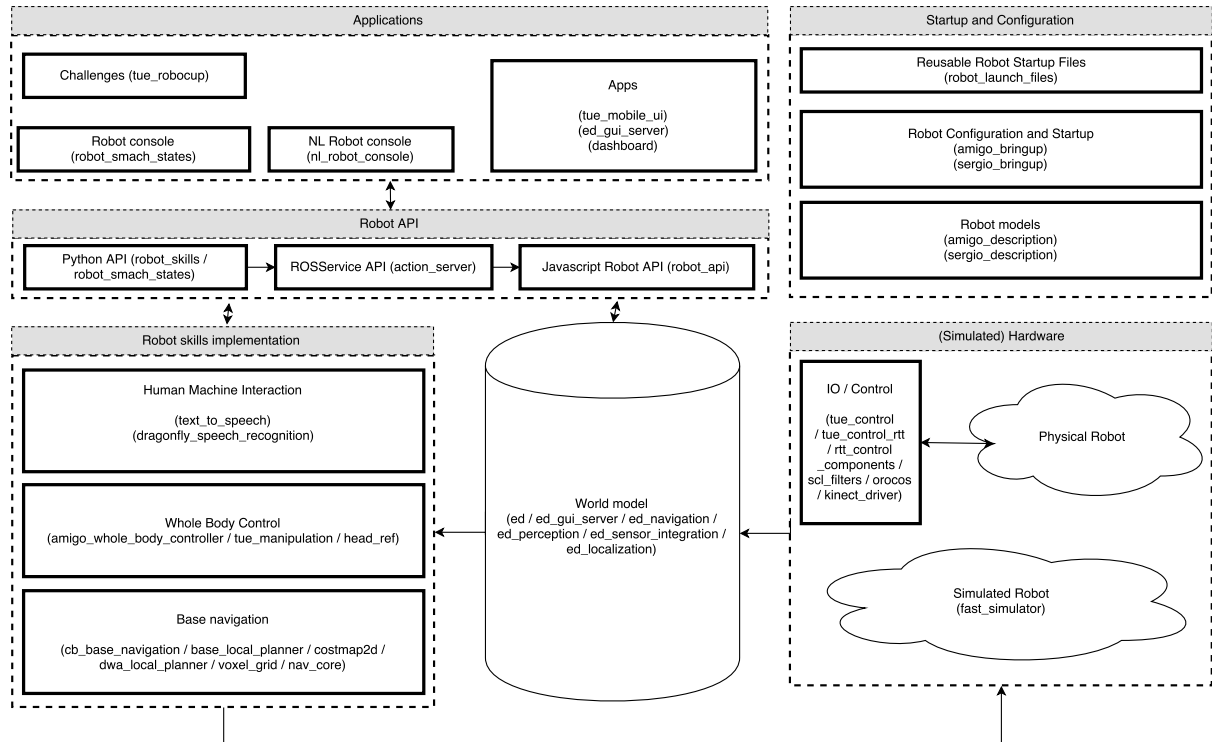 Applications
Challenges (tue_robocup)
Robot console
(robot_smach_states)
NL Robot console
(nl_robot_console)
Apps
(tue_mobile_ui)
(ed_gui_server)
(dashboard)
Startup and Configuration
Reusable Robot Startup Files
(robot_launch_files)
Robot Configuration and Startup
(amigo_bringup)
(sergio_bringup)
Robot models
(amigo_description)
(sergio_description)
Robot API
Python API (robot_skills /
robot_smach_states)
ROSService API (action_server)
Javascript Robot API (robot_api)
Robot skills implementation
Human Machine Interaction
(text_to_speech)
(dragonfly_speech_recognition)
Whole Body Control
(amigo_whole_body_controller / tue_manipulation / head_ref)
Base navigation
(cb_base_navigation / base_local_planner / costmap2d /
dwa_local_planner / voxel_grid / nav_core)
World model
(ed / ed_gui_server / ed_navigation /
ed_perception / ed_sensor_integration /
ed_localization)
(Simulated) Hardware
IO / Control
(tue_control
/ tue_control_rtt
/ rtt_control
_components /
scl_filters / orocos
/ kinect_driver)
Physical Robot
Simulated Robot
(fast_simulator)